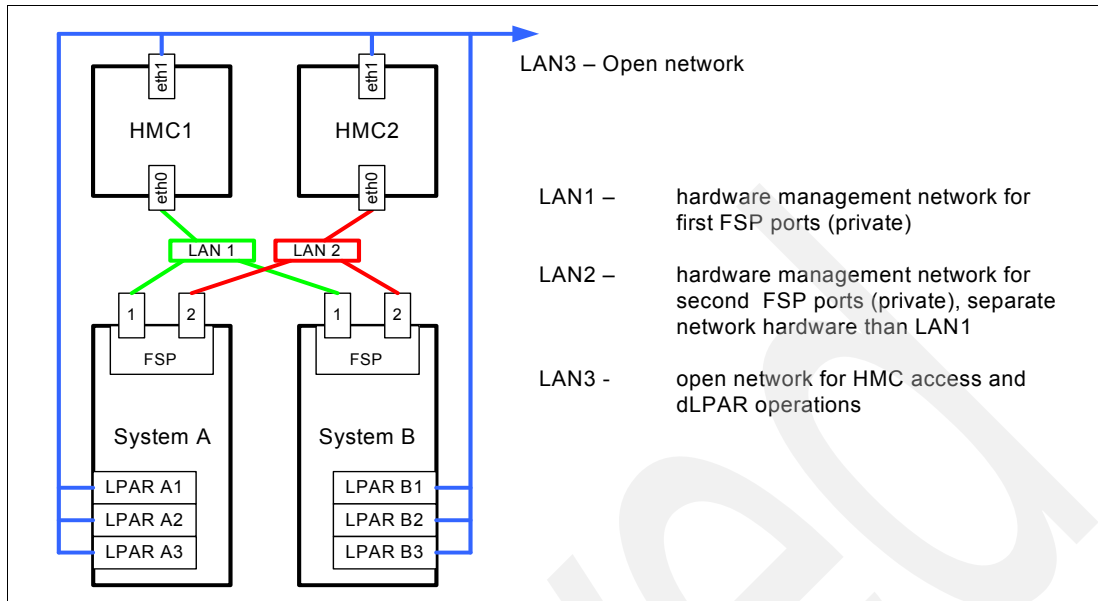 eth1
eth1
LAN3 – Open network
HMC1
HMC2
eth0
eth0
LAN1 – hardware management network for
first FSP ports (private)
LAN 1
LAN 2
LAN2 – hardware management network for
second FSP ports (private), separate
network hardware than LAN1
1
2
1
2
FSP
FSP
LAN3 - open network for HMC access and
dLPAR operations
System A
System B
LPAR A1
LPAR B1
LPAR A2
LPAR B2
LPAR A3
LPAR B3